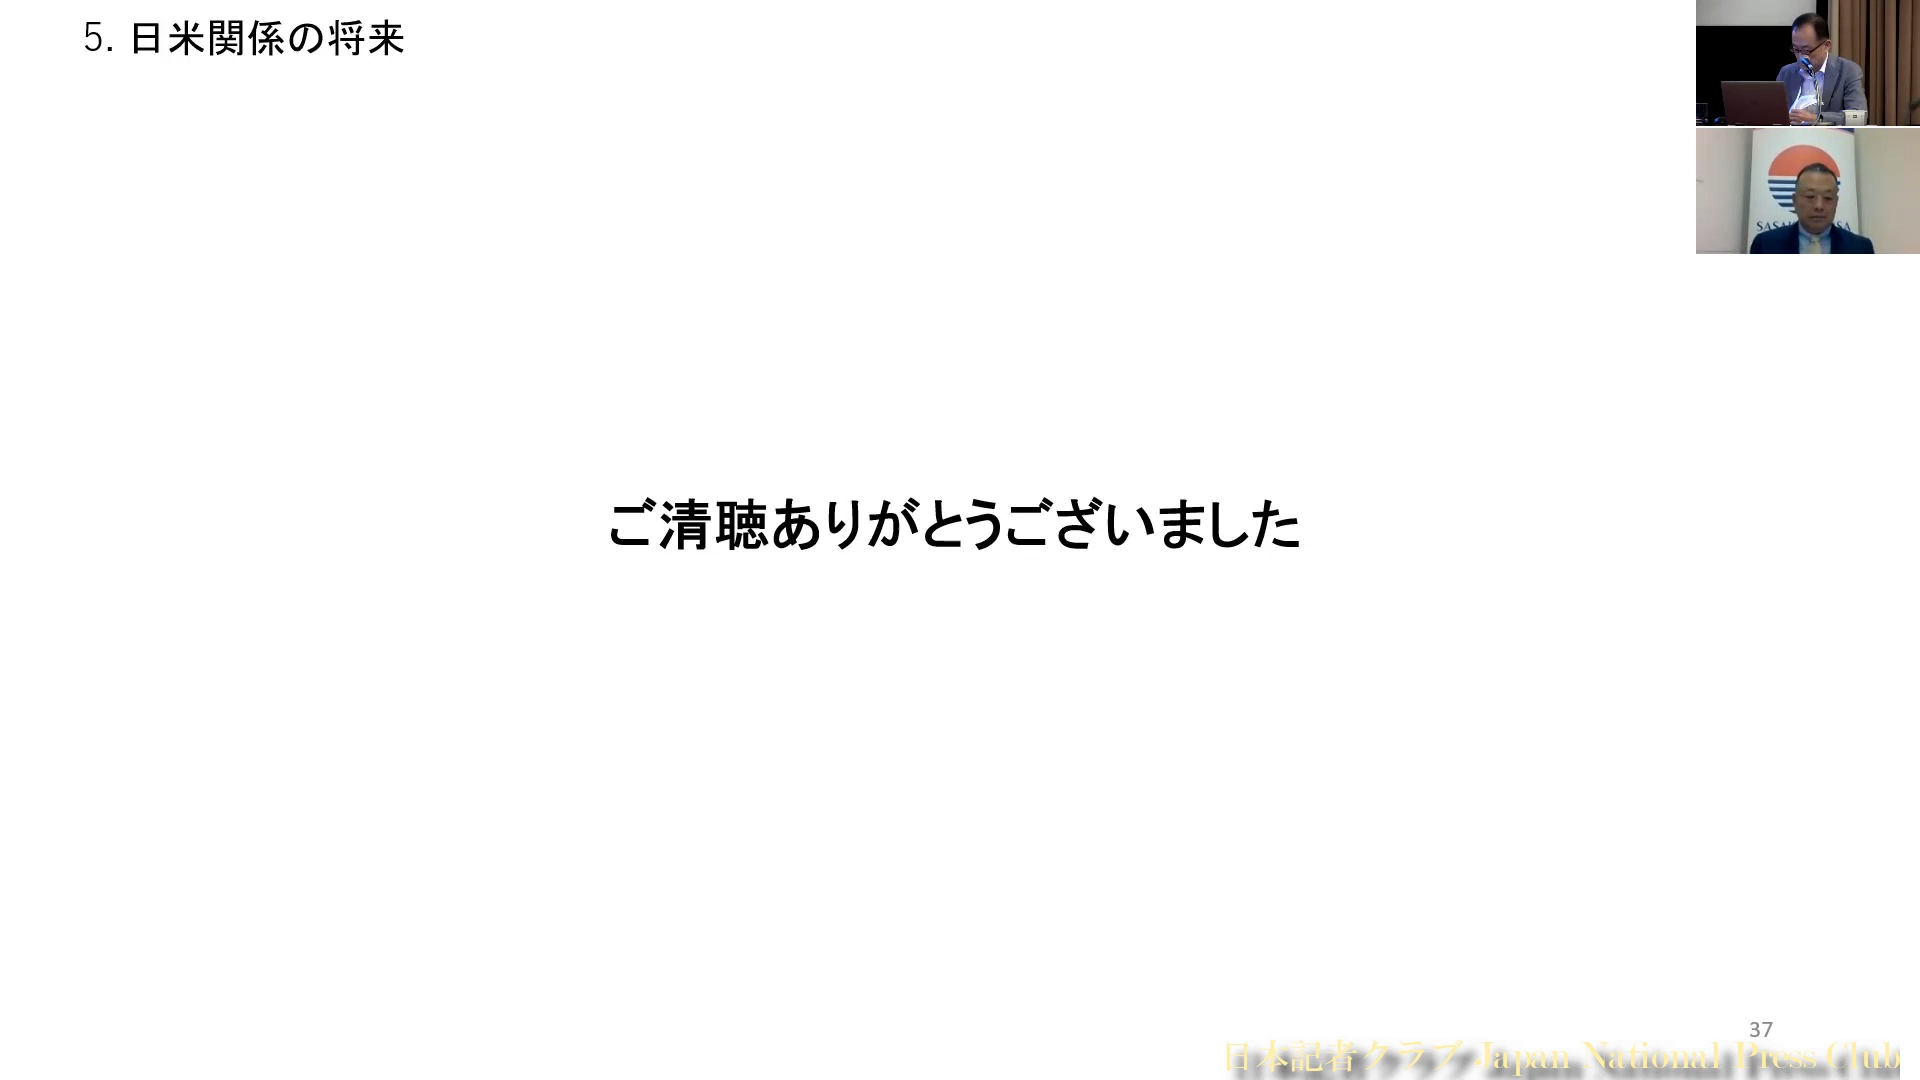 5. 日米関係の将来
ご清聴ありがとうございました
37
日本記者クラブ Japan National Press Club